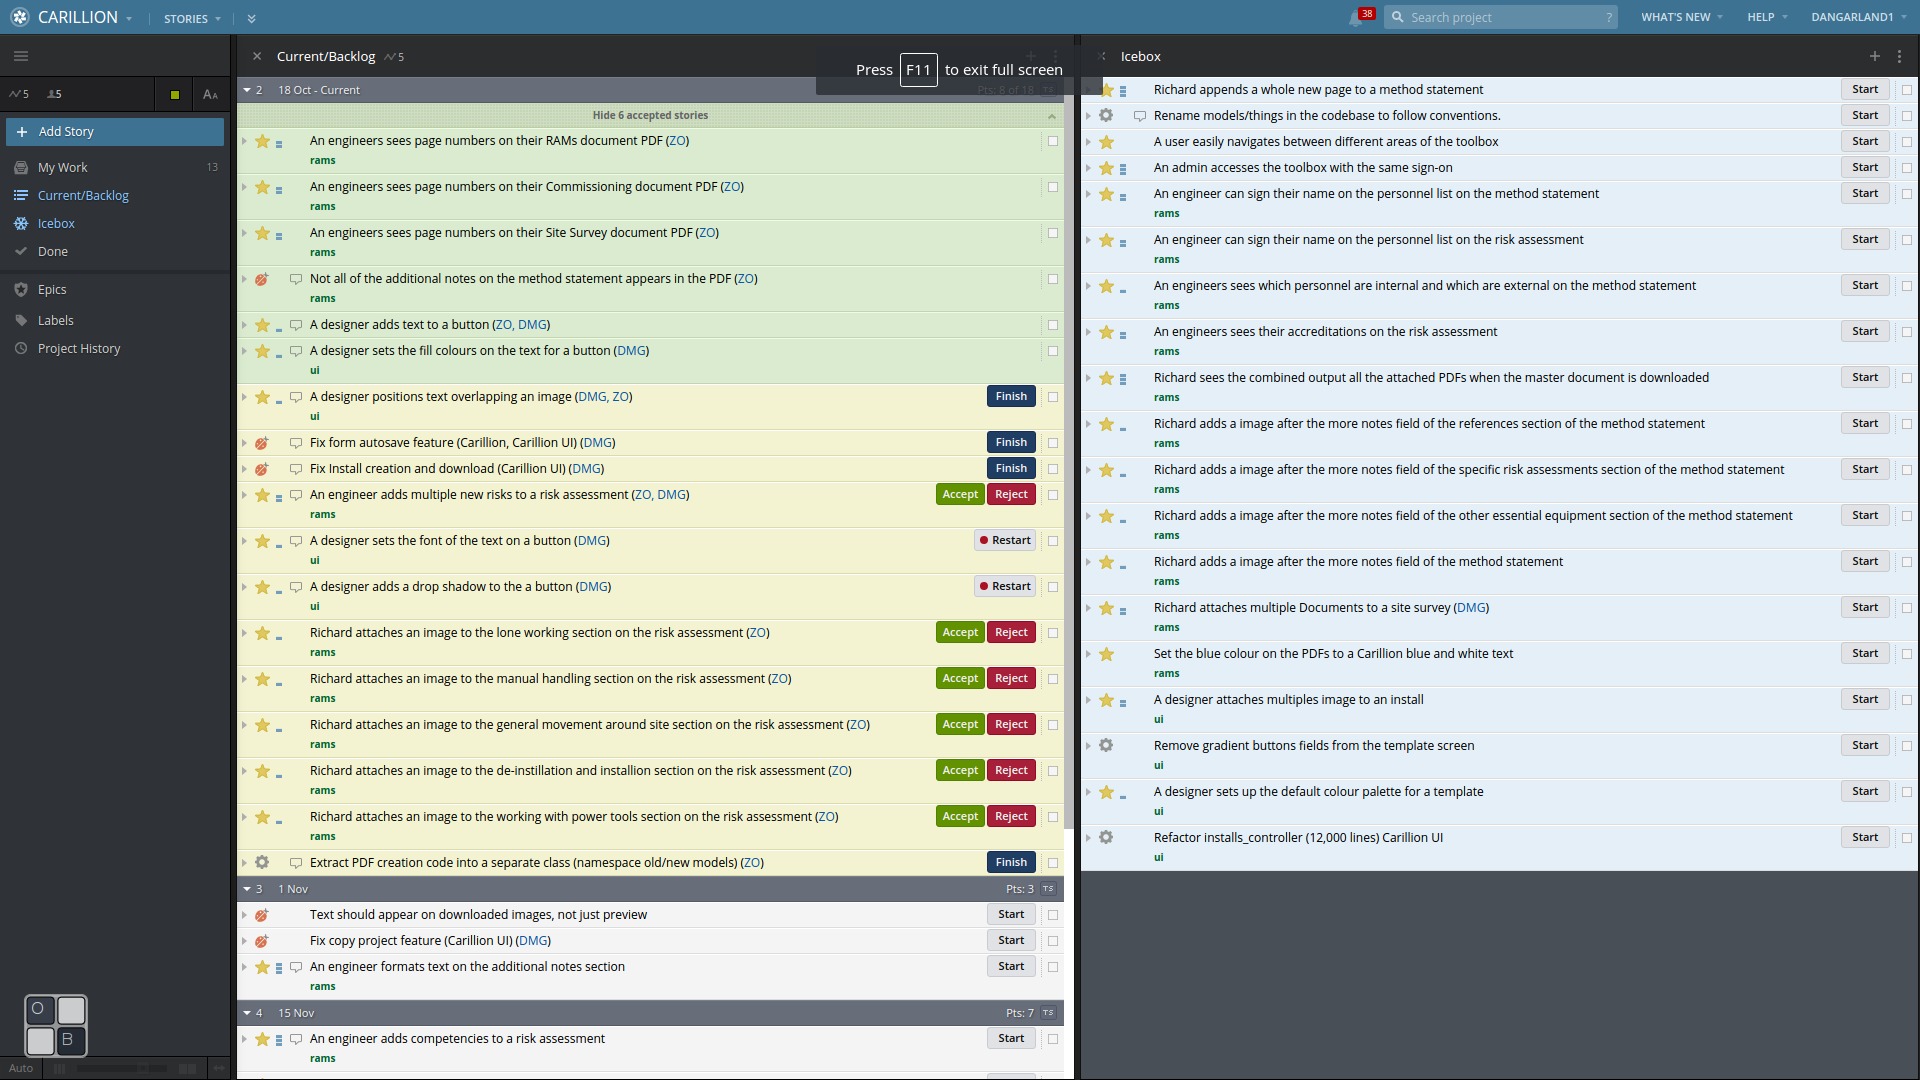 CARILLION
STORIES
38
Search project
?
WHAT'S NEW
HELP
DANGARLAND1
5
5
AA
Add Story
My Work
13
Current/Backlog
Icebox
Done
Epics
Labels
Project History
O
B
Auto
Current/Backlog
5
Press F11 to exit full screen
2 18 Oct - Current
Pts: 8 of 18
TS
Hide 6 accepted stories
An engineers sees page numbers on their RAMs document PDF (ZO)
rams
An engineers sees page numbers on their Commissioning document PDF (ZO)
rams
An engineers sees page numbers on their Site Survey document PDF (ZO)
rams
Not all of the additional notes on the method statement appears in the PDF (ZO)
rams
A designer adds text to a button (ZO, DMG)
A designer sets the fill colours on the text for a button (DMG)
ui
A designer positions text overlapping an image (DMG, ZO)
Finish
ui
Fix form autosave feature (Carillion, Carillion UI) (DMG)
Finish
Fix Install creation and download (Carillion UI) (DMG)
Finish
An engineer adds multiple new risks to a risk assessment (ZO, DMG)
Accept Reject
rams
A designer sets the font of the text on a button (DMG)
Restart
ui
A designer adds a drop shadow to the a button (DMG)
Restart
ui
Richard attaches an image to the lone working section on the risk assessment (ZO)
Accept Reject
rams
Richard attaches an image to the manual handling section on the risk assessment (ZO)
Accept Reject
rams
Richard attaches an image to the general movement around site section on the risk assessment (ZO)
Accept Reject
rams
Richard attaches an image to the de-instillation and installion section on the risk assessment (ZO)
Accept Reject
rams
Richard attaches an image to the working with power tools section on the risk assessment (ZO)
Accept Reject
rams
Extract PDF creation code into a separate class (namespace old/new models) (ZO)
Finish
3 1 Nov
Pts: 3 TS
Text should appear on downloaded images, not just preview
Start
Fix copy project feature (Carillion UI) (DMG)
Start
An engineer formats text on the additional notes section
Start
rams
4 15 Nov
Pts: 7 TS
An engineer adds competencies to a risk assessment
Start
rams
Icebox
Richard appends a whole new page to a method statement
Start
Rename models/things in the codebase to follow conventions.
Start
A user easily navigates between different areas of the toolbox
Start
An admin accesses the toolbox with the same sign-on
Start
An engineer can sign their name on the personnel list on the method statement
Start
rams
An engineer can sign their name on the personnel list on the risk assessment
Start
rams
An engineers sees which personnel are internal and which are external on the method statement
Start
rams
An engineers sees their accreditations on the risk assessment
Start
rams
Richard sees the combined output all the attached PDFs when the master document is downloaded
Start
rams
Richard adds a image after the more notes field of the references section of the method statement
Start
rams
Richard adds a image after the more notes field of the specific risk assessments section of the method statement
Start
rams
Richard adds a image after the more notes field of the other essential equipment section of the method statement
Start
rams
Richard adds a image after the more notes field of the method statement
Start
rams
Richard attaches multiple Documents to a site survey (DMG)
Start
rams
Set the blue colour on the PDFs to a Carillion blue and white text
Start
rams
A designer attaches multiples image to an install
Start
ui
Remove gradient buttons fields from the template screen
Start
ui
A designer sets up the default colour palette for a template
Start
ui
Refactor installs_controller (12,000 lines) Carillion UI
Start
ui